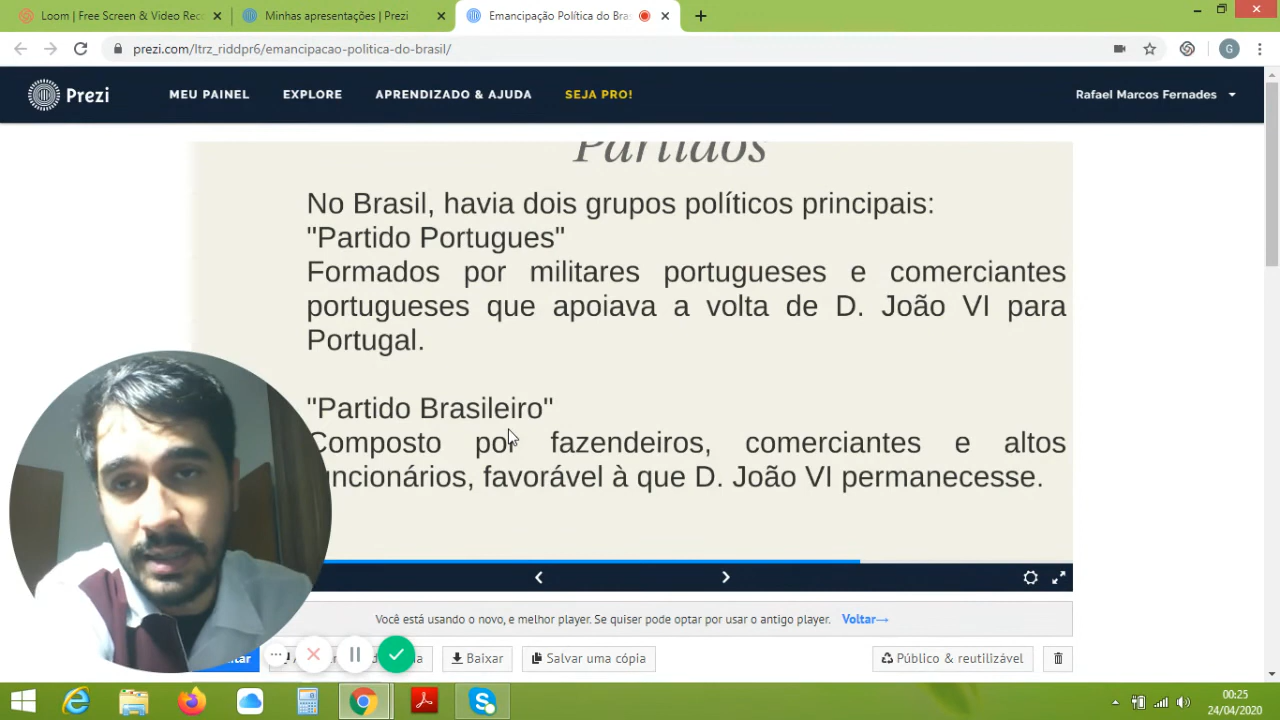 Loom | Free Screen & Video Rec
Minhas apresentações | Prezi
Emancipação Política do Bras
prezi.com/ltrz_riddpr6/emancipacao-politica-do-brasil/
G
Prezi
MEU PAINEL
EXPLORE
APRENDIZADO & AJUDA
SEJA PRO!
Rafael Marcos Fernades
Partidos
No Brasil, havia dois grupos políticos principais:
"Partido Portugues"
Formados por militares portugueses e comerciantes
portugueses que apoiava a volta de D. João VI para
Portugal.
"Partido Brasileiro"
Composto por fazendeiros, comerciantes e altos
uncionários, favorável à que D. João VI permanecesse.
Você está usando o novo, e melhor player. Se quiser pode optar por usar o antigo player. Voltar→
Baixar
Salvar uma cópia
Público & reutilizável
00:25
24/04/2020